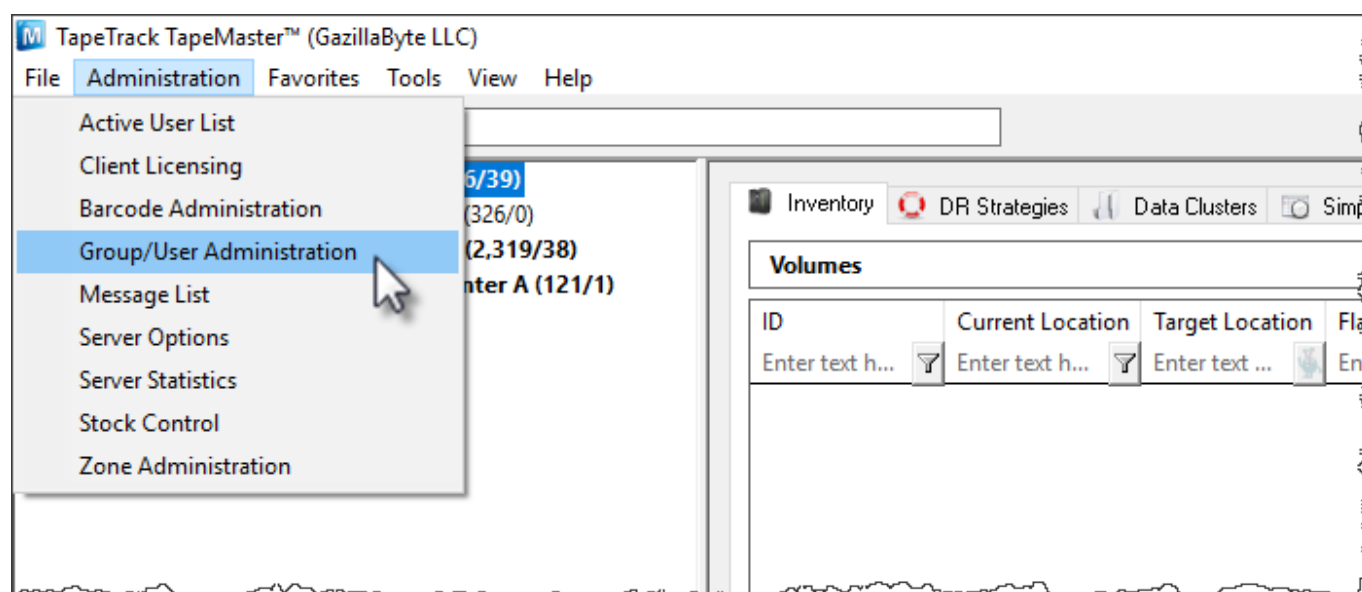 TapeTrack TapeMaster™ (GazillaByte LLC)
File Administration Favorites Tools View Help
Active User List
Client Licensing
Barcode Administration
Group/User Administration
Message List
Server Options
Server Statistics
Stock Control
Zone Administration
6/39)
(326/0)
(2,319/38)
nter A (121/1)
Inventory DR Strategies Data Clusters Simp
Volumes
ID Current Location Target Location Fla
Enter text h... Enter text h... Enter text ... En